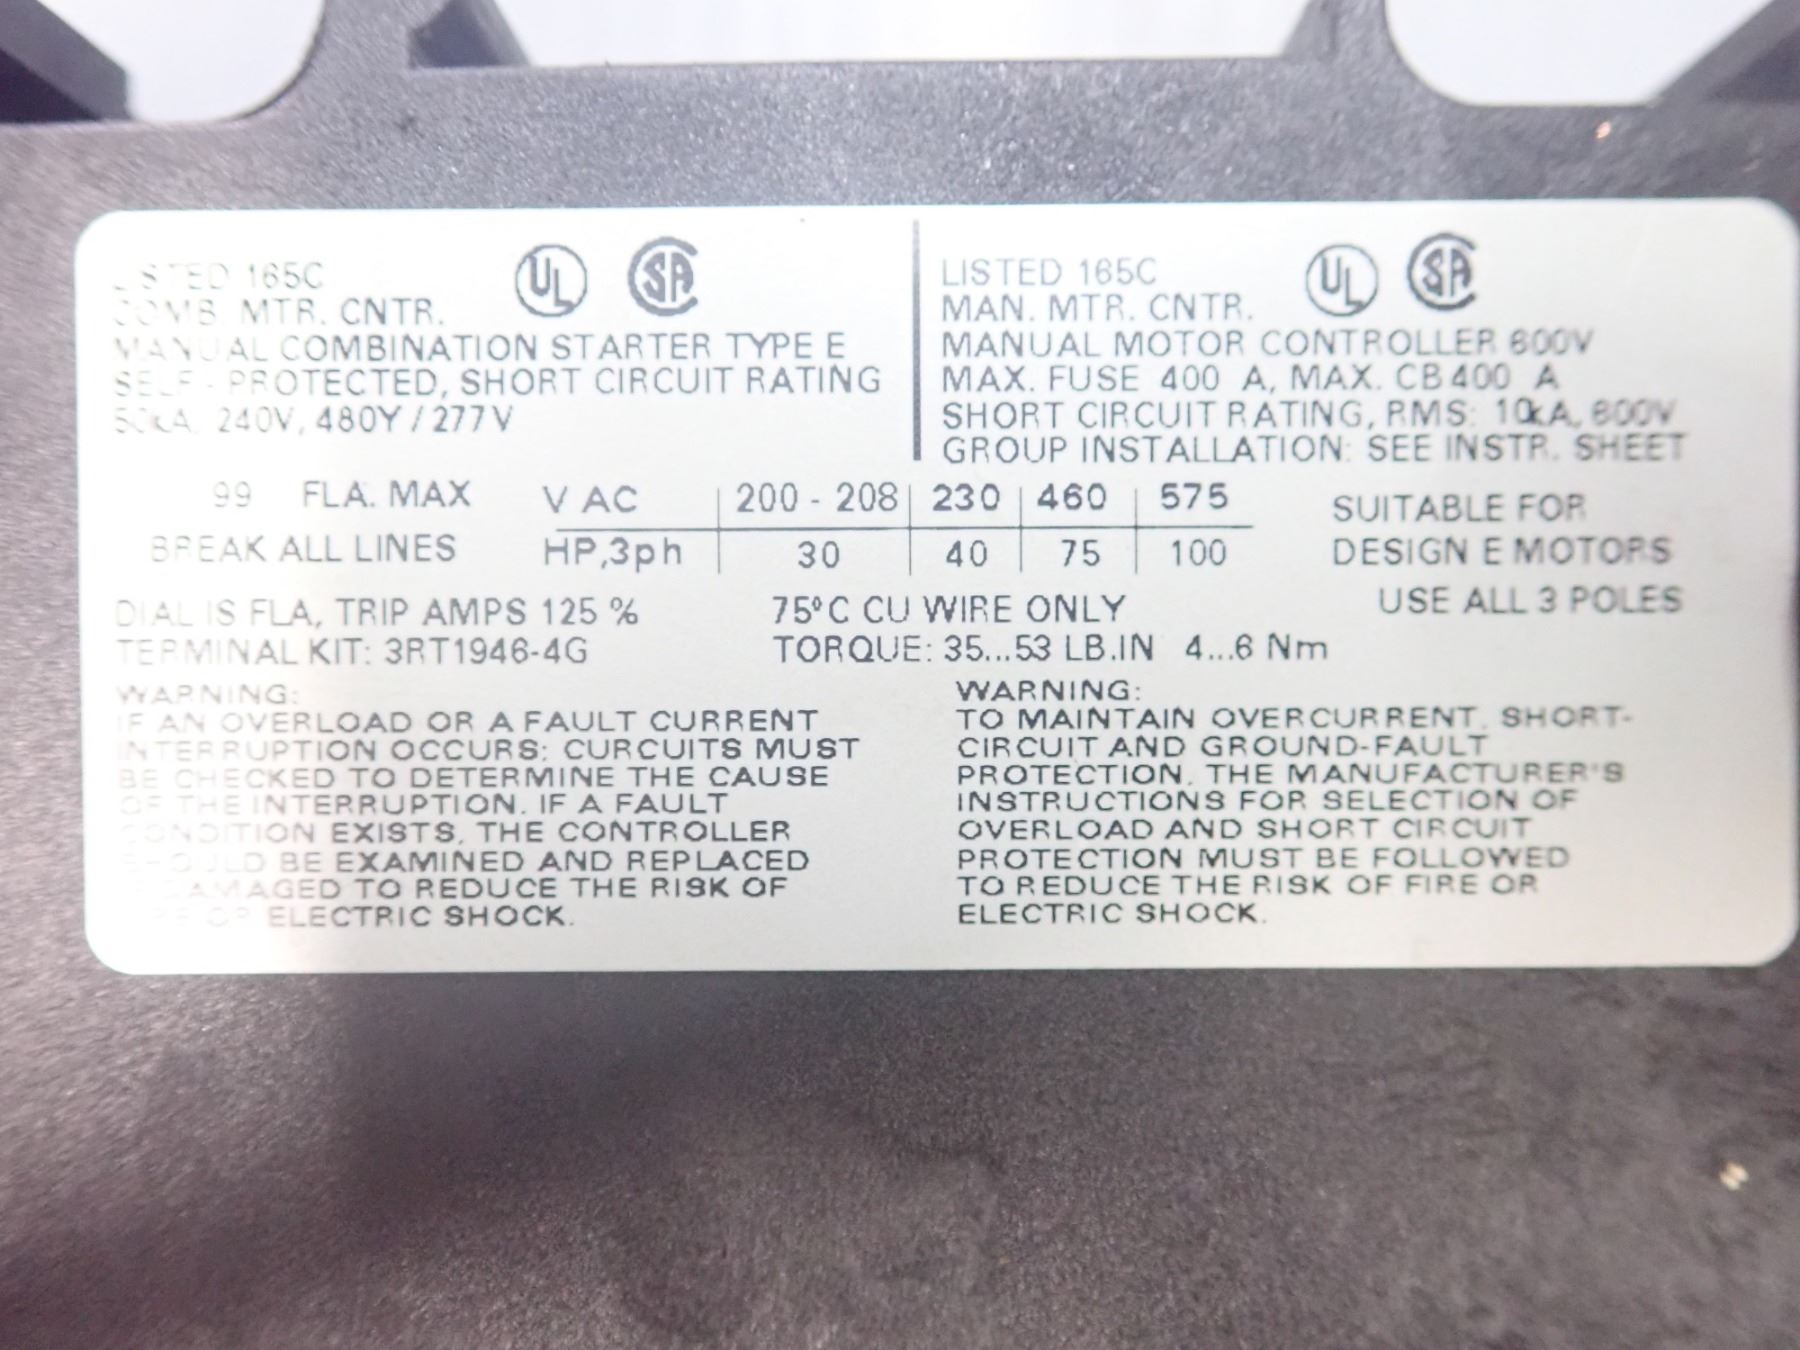 LISTED 165C UL SA
COMB. MTR. CNTR.
MANUAL COMBINATION STARTER TYPE E
SELF - PROTECTED, SHORT CIRCUIT RATING
50kA, 240V, 480Y / 277V
LISTED 165C UL SA
MAN. MTR. CNTR.
MANUAL MOTOR CONTROLLER 600V
MAX. FUSE 400 A, MAX. CB 400 A
SHORT CIRCUIT RATING, RMS: 10kA, 600V
GROUP INSTALLATION: SEE INSTR. SHEET
99 FLA. MAX V AC 200 - 208 230 460 575 SUITABLE FOR
BREAK ALL LINES HP,3ph 30 40 75 100 DESIGN E MOTORS
DIAL IS FLA, TRIP AMPS 125 % 75°C CU WIRE ONLY USE ALL 3 POLES
TERMINAL KIT: 3RT1946-4G TORQUE: 35...53 LB.IN 4...6 Nm
WARNING:
IF AN OVERLOAD OR A FAULT CURRENT
INTERRUPTION OCCURS: CURCUITS MUST
BE CHECKED TO DETERMINE THE CAUSE
OF THE INTERRUPTION. IF A FAULT
CONDITION EXISTS, THE CONTROLLER
SHOULD BE EXAMINED AND REPLACED
IF DAMAGED TO REDUCE THE RISK OF
FIRE OR ELECTRIC SHOCK.
WARNING:
TO MAINTAIN OVERCURRENT, SHORT-
CIRCUIT AND GROUND-FAULT
PROTECTION, THE MANUFACTURER'S
INSTRUCTIONS FOR SELECTION OF
OVERLOAD AND SHORT CIRCUIT
PROTECTION MUST BE FOLLOWED
TO REDUCE THE RISK OF FIRE OR
ELECTRIC SHOCK.